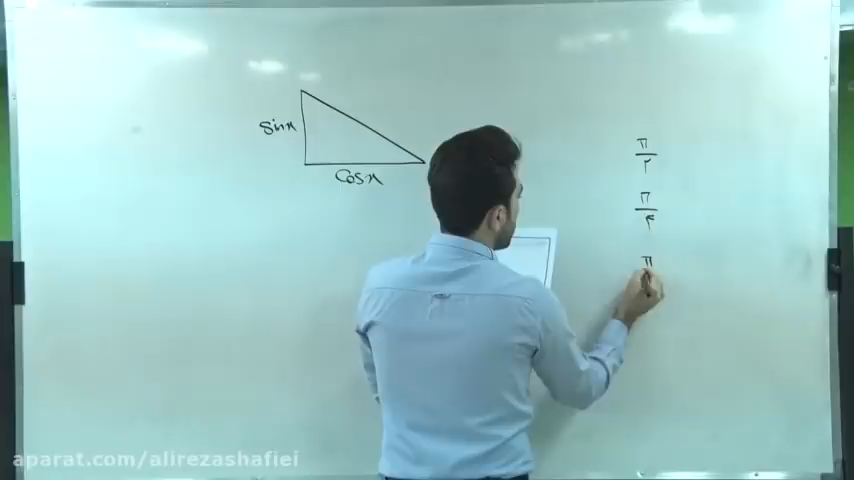 sinx
cosx
π/۲
π/۴
π
aparat.com/alirezashafiei